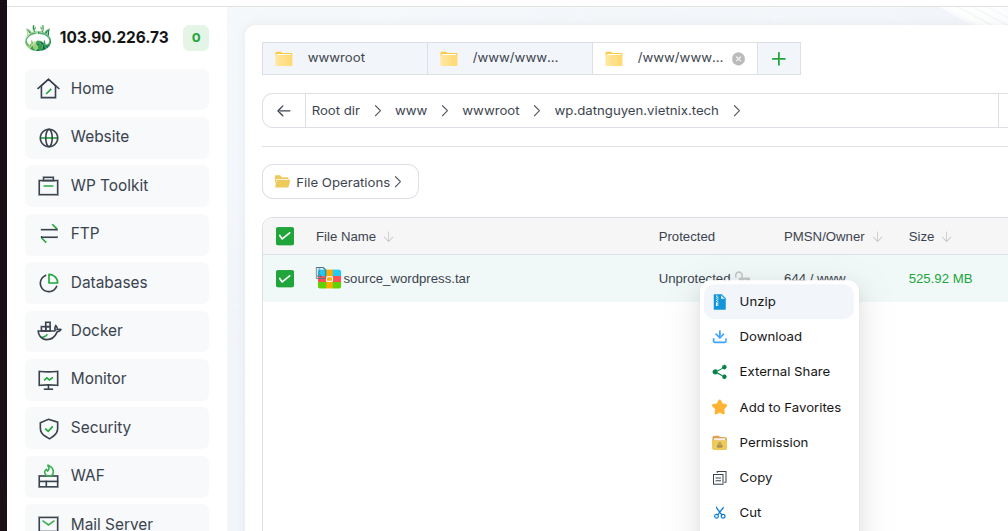 103.90.226.73 0
Home
Website
WP Toolkit
FTP
Databases
Docker
Monitor
Security
WAF
Mail Server
wwwroot /www/www... /www/www...
Root dir www wwwroot wp.datnguyen.vietnix.tech
File Operations
File Name Protected PMSN/Owner Size
source_wordpress.tar Unprotected 644 / www 525.92 MB
Unzip
Download
External Share
Add to Favorites
Permission
Copy
Cut